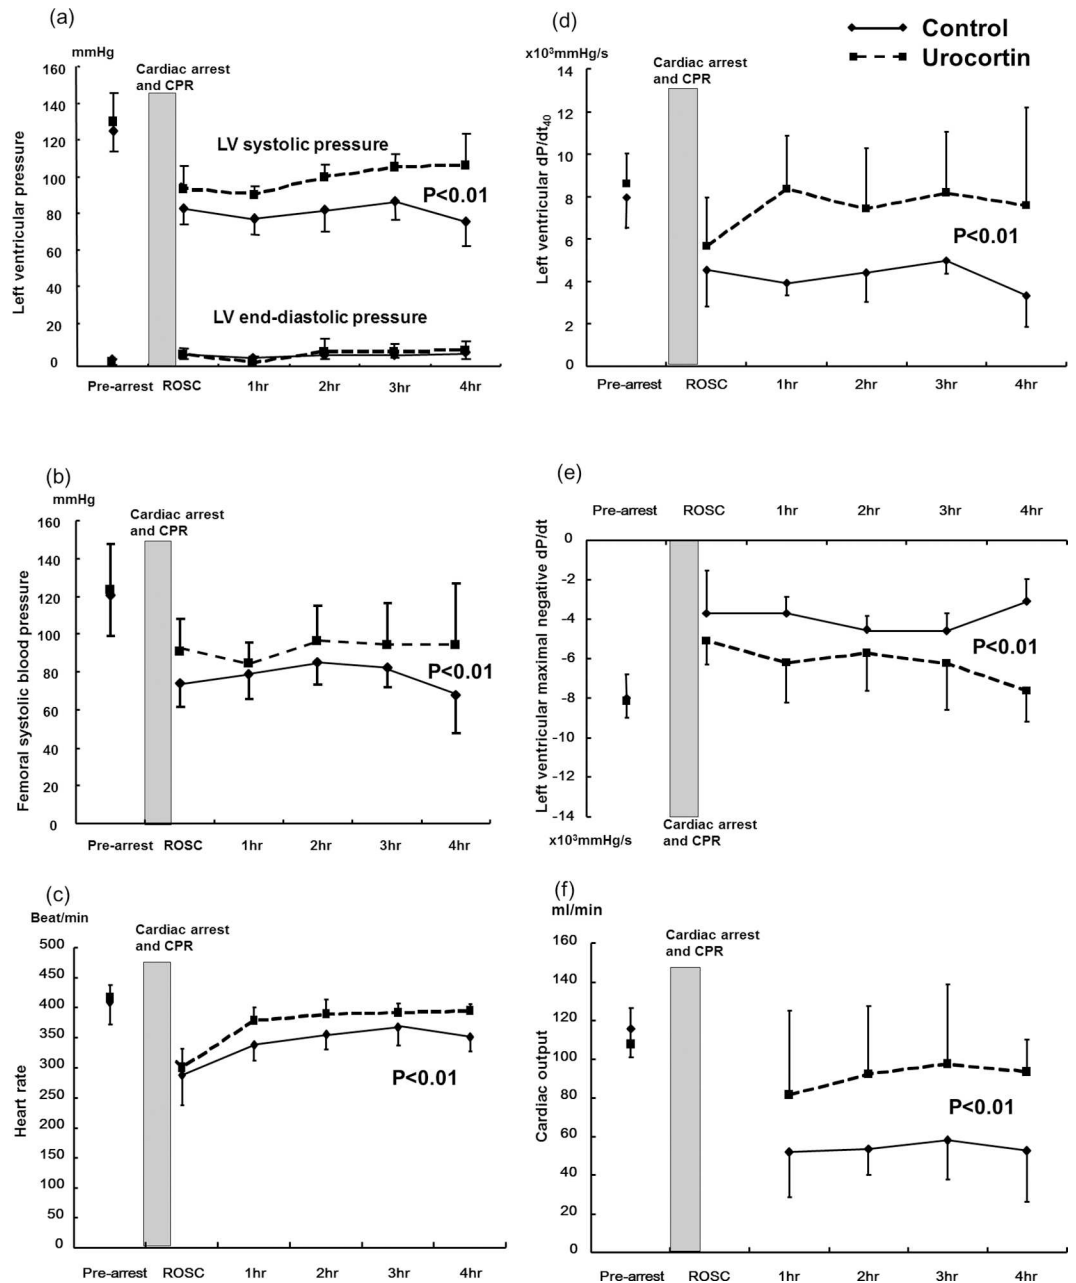 (a)
mmHg
Cardiac arrest
and CPR
160
140
120
100
80
60
40
20
0
Left ventricular pressure
LV systolic pressure
P<0.01
LV end-diastolic pressure
Pre-arrest ROSC 1hr 2hr 3hr 4hr
(d)
Control
Urocortin
x10³mmHg/s
Cardiac arrest
and CPR
14
12
10
8
6
4
2
0
Left ventricular dP/dt₄₀
P<0.01
Pre-arrest ROSC 1hr 2hr 3hr 4hr
(b)
mmHg
Cardiac arrest
and CPR
160
140
120
100
80
60
40
20
0
Femoral systolic blood pressure
P<0.01
Pre-arrest ROSC 1hr 2hr 3hr 4hr
(e)
Pre-arrest ROSC 1hr 2hr 3hr 4hr
0
-2
-4
-6
-8
-10
-12
-14
Left ventricular maximal negative dP/dt
P<0.01
x10³mmHg/s
Cardiac arrest
and CPR
(c)
Beat/min
Cardiac arrest
and CPR
500
450
400
350
300
250
200
150
100
50
0
Heart rate
P<0.01
Pre-arrest ROSC 1hr 2hr 3hr 4hr
(f)
ml/min
Cardiac arrest
and CPR
160
140
120
100
80
60
40
20
0
Cardiac output
P<0.01
Pre-arrest ROSC 1hr 2hr 3hr 4hr